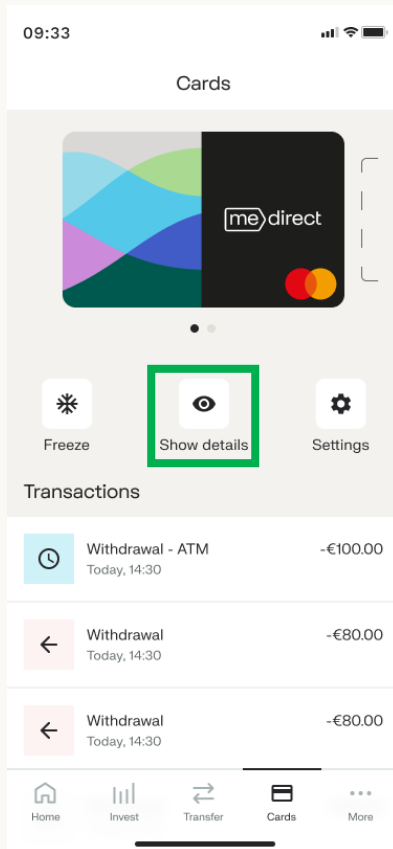 09:33
Cards
me direct
Freeze
Show details
Settings
Transactions
Withdrawal - ATM
-€100.00
Today, 14:30
Withdrawal
-€80.00
Today, 14:30
Withdrawal
-€80.00
Today, 14:30
Home
Invest
Transfer
Cards
More